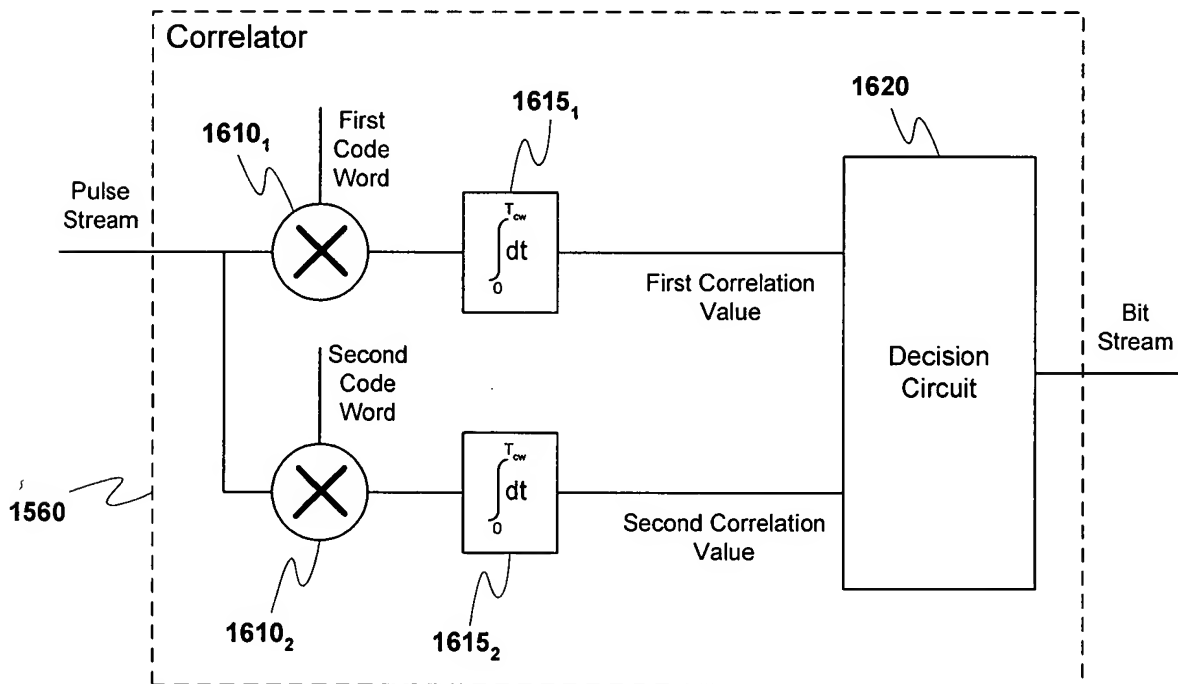 Correlator
1610₁
First
Code
Word
1615₁
1620
Pulse
Stream
T_cw
∫ dt
0
First Correlation
Value
Decision
Circuit
Bit
Stream
Second
Code
Word
T_cw
∫ dt
0
Second Correlation
Value
1560
1610₂
1615₂